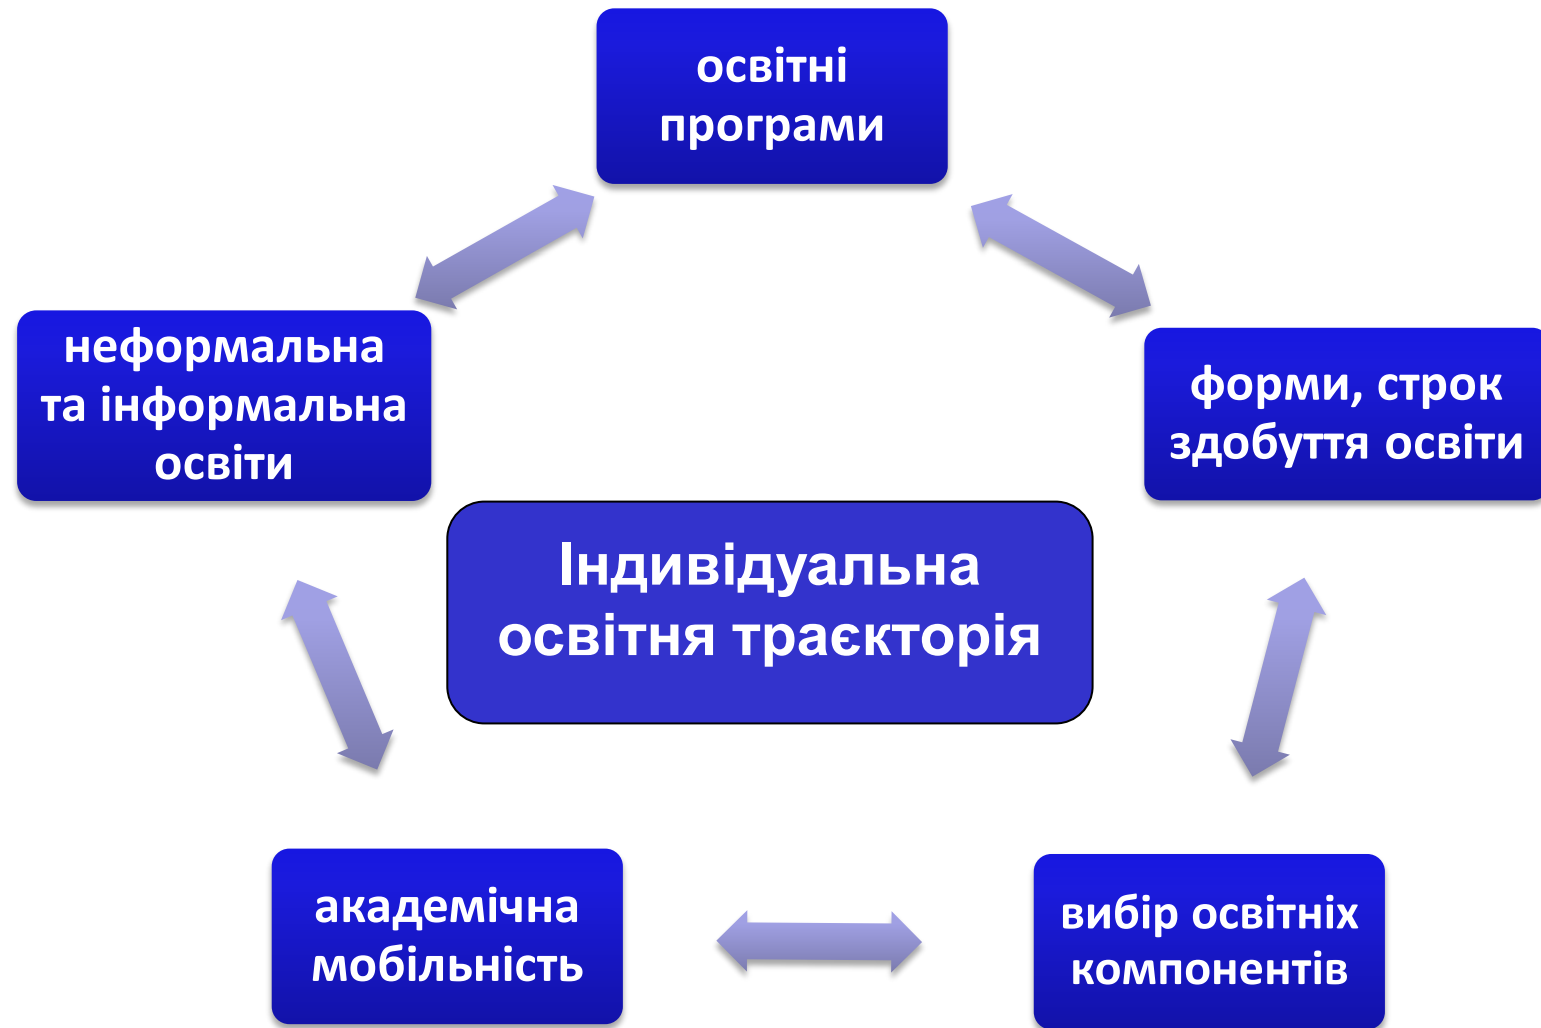 освітні
програми
неформальна
та інформальна
освіти
форми, строк
здобуття освіти
Індивідуальна
освітня траєкторія
академічна
мобільність
вибір освітніх
компонентів